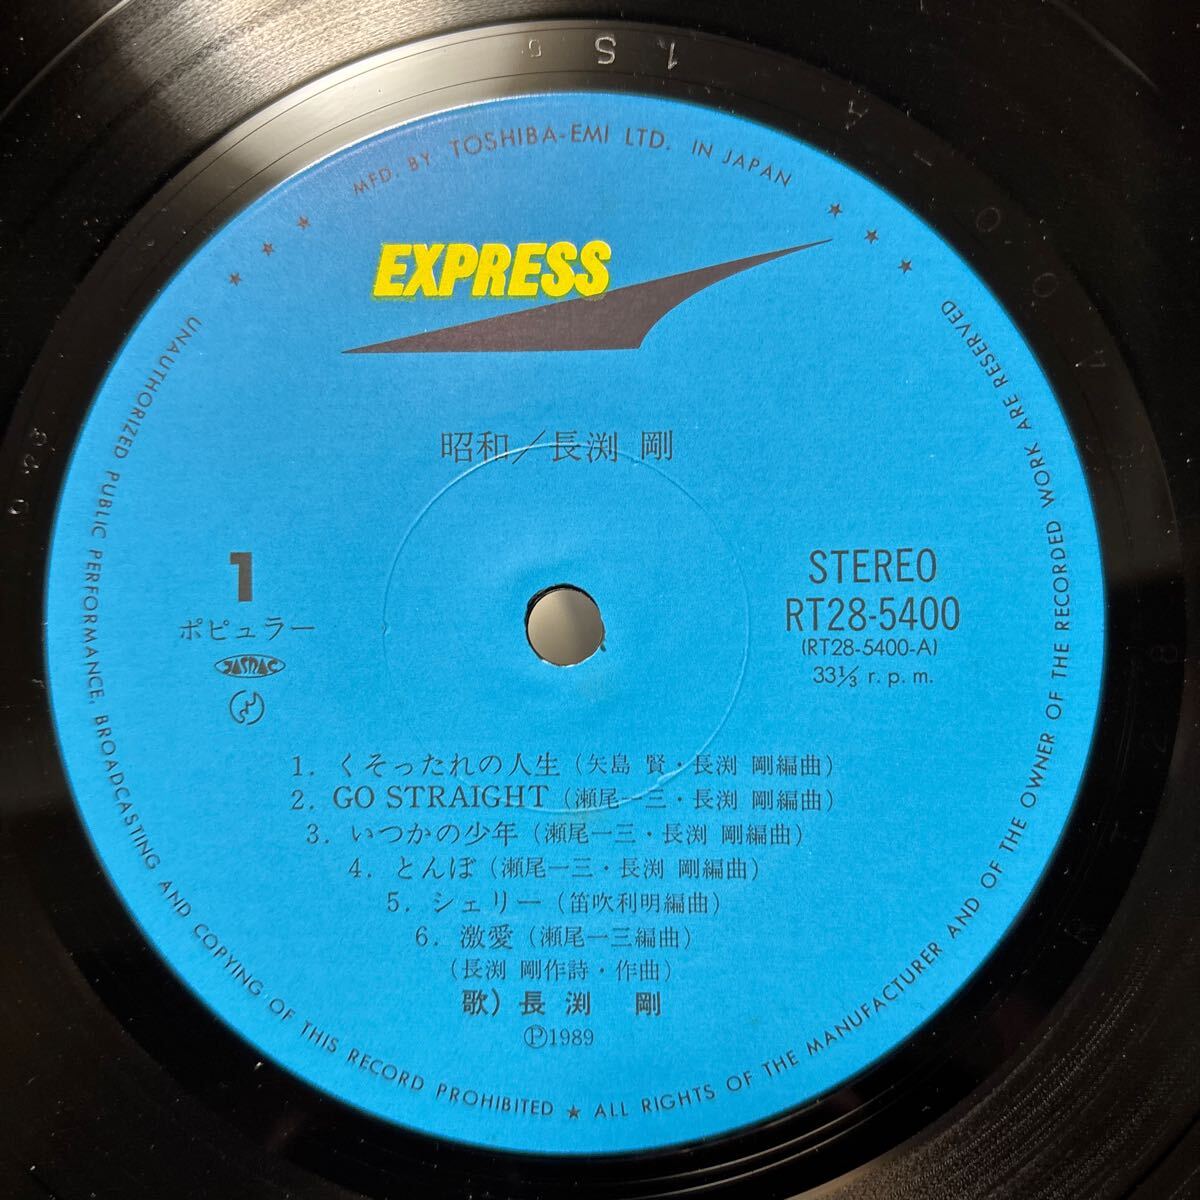 MFD. BY TOSHIBA-EMI LTD. IN JAPAN
EXPRESS
昭和／長渕 剛
1
ポピュラー
JASRAC
STEREO
RT28-5400
(RT28-5400-A)
33⅓ r.p.m.
1. くそったれの人生（矢島 賢・長渕 剛編曲）
2. GO STRAIGHT（瀬尾一三・長渕 剛編曲）
3. いつかの少年（瀬尾一三・長渕 剛編曲）
4. とんぼ（瀬尾一三・長渕 剛編曲）
5. シェリー（笛吹利明編曲）
6. 激愛（瀬尾一三編曲）
（長渕 剛作詩・作曲）
歌）長 渕 剛
Ⓟ1989
UNAUTHORIZED PUBLIC PERFORMANCE, BROADCASTING AND COPYING OF THIS RECORD PROHIBITED ★ ALL RIGHTS OF THE MANUFACTURER AND OF THE OWNER OF THE RECORDED WORK ARE RESERVED